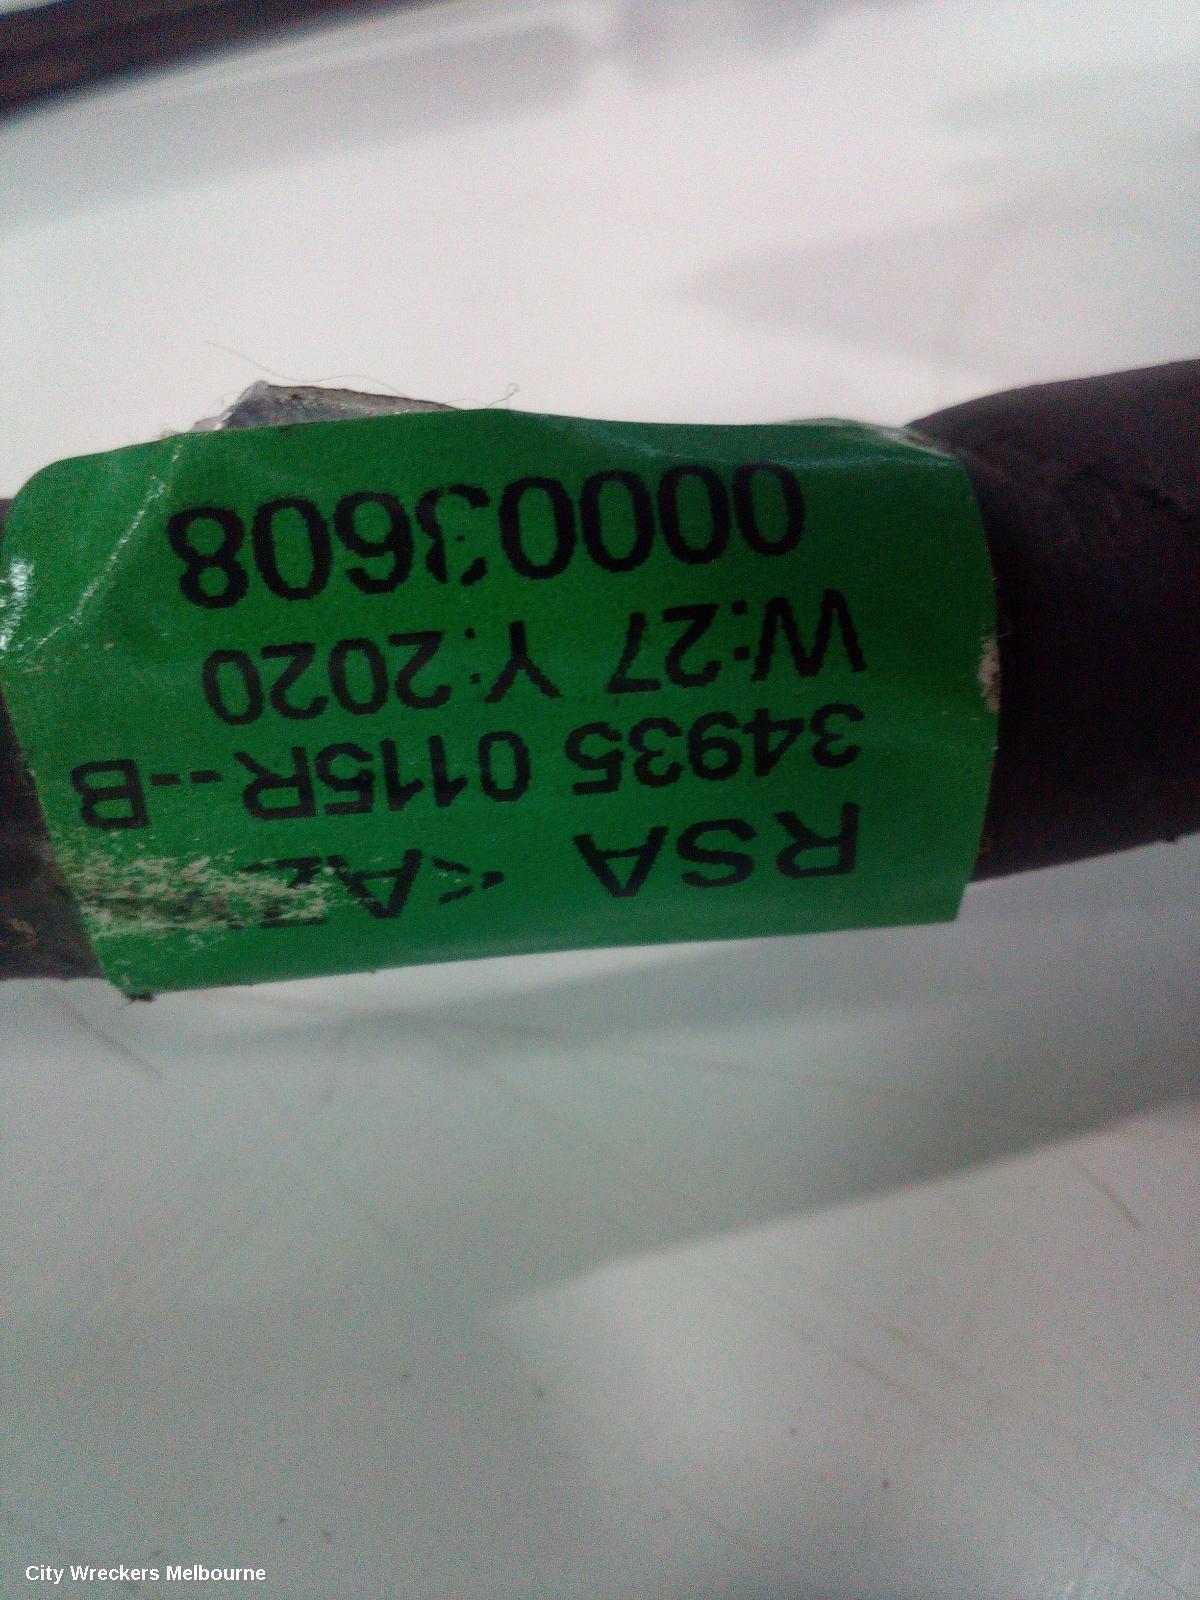 RSA
34935 0115R--B
W:27 Y:2020
00003608
City Wreckers Melbourne